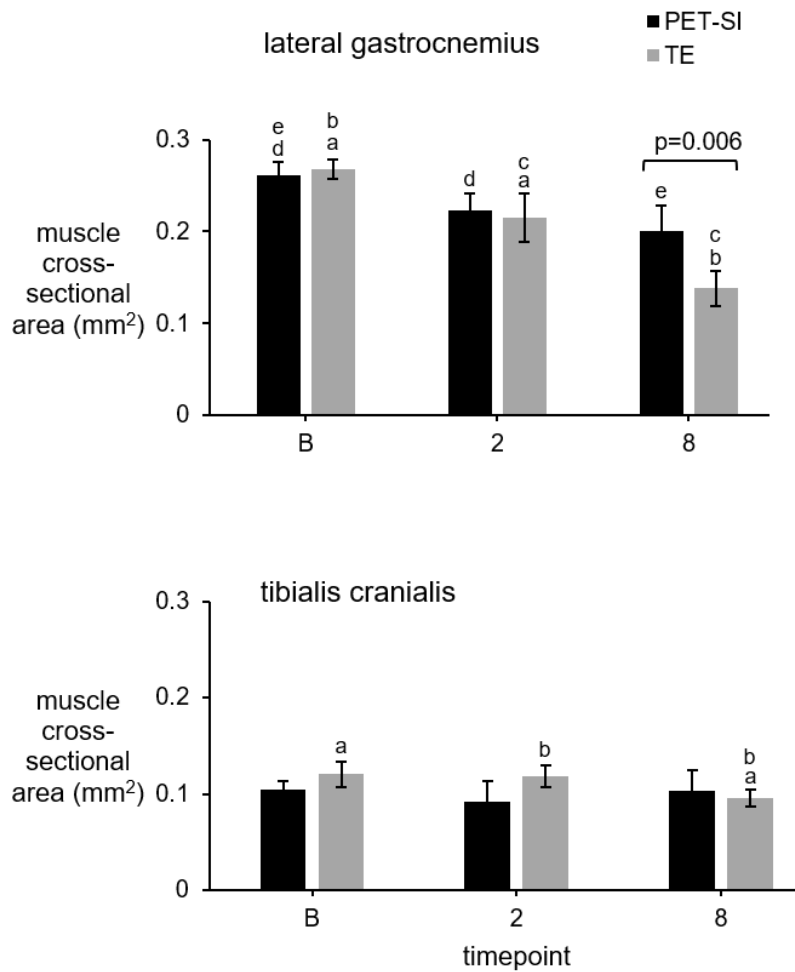 lateral gastrocnemius
PET-SI
TE
muscle
cross-
sectional
area (mm²)
0.3
0.2
0.1
0
e
d
b
a
d
c
a
p=0.006
e
c
b
B
2
8
tibialis cranialis
muscle
cross-
sectional
area (mm²)
0.3
0.2
0.1
0
a
b
b
a
B
2
8
timepoint